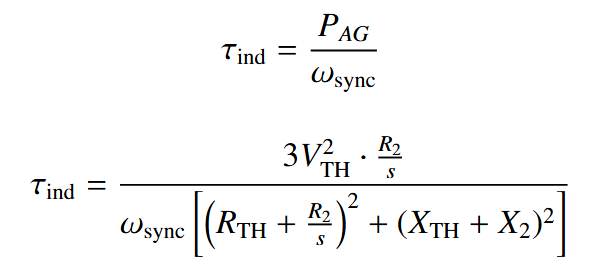 τ_ind = P_AG / ω_sync
τ_ind = 3V_TH^2 · R_2/s / ω_sync [(R_TH + R_2/s)^2 + (X_TH + X_2)^2]